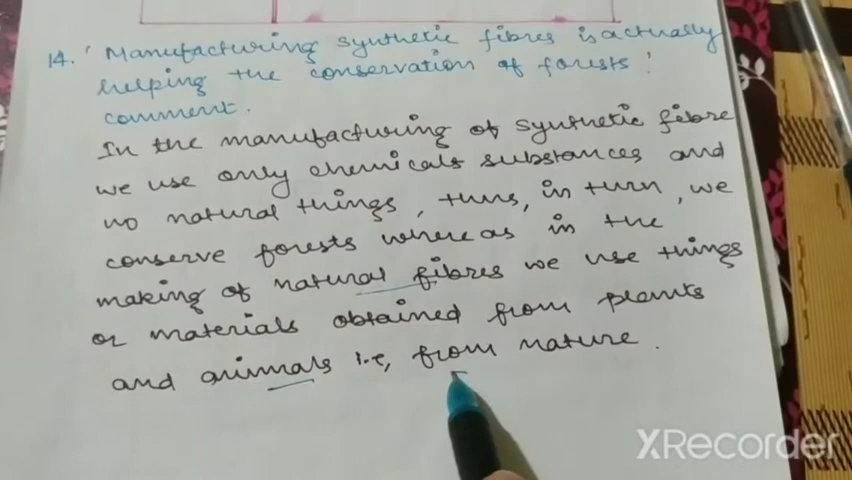 14. ' Manufacturing synthetic fibres is actually
helping the conservation of forests'.
comment.
In the manufacturing of synthetic fibre
we use only chemicals substances and
no natural things, thus, in turn, we
conserve forests where as in the
making of natural fibres we use things
or materials obtained from plants
and animals i.e, from nature.
XRecorder